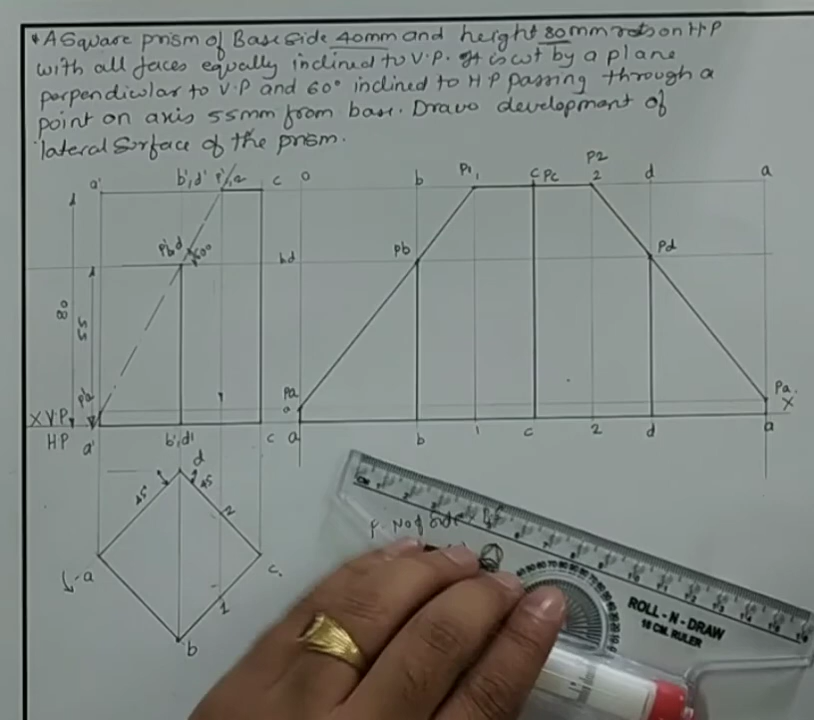 * A Square prism of Base side 40mm and height 80mm rests on H.P
with all faces equally inclined to V.P. It is cut by a plane
perpendicular to V.P and 60° inclined to H P passing through a
point on axis 55mm from base. Draw development of
lateral Surface of the prism.
a' b',d' c o b P1, c Pc P2 2 d a
P'b'd 60° bd Pb Pd
80
55
P'a Pa o Pa. X
X V.P
HP a' b',d' c a b 1 c 2 d a
d
45 45
2
a c.
1
b
ROLL-N-DRAW
15 CM. RULER